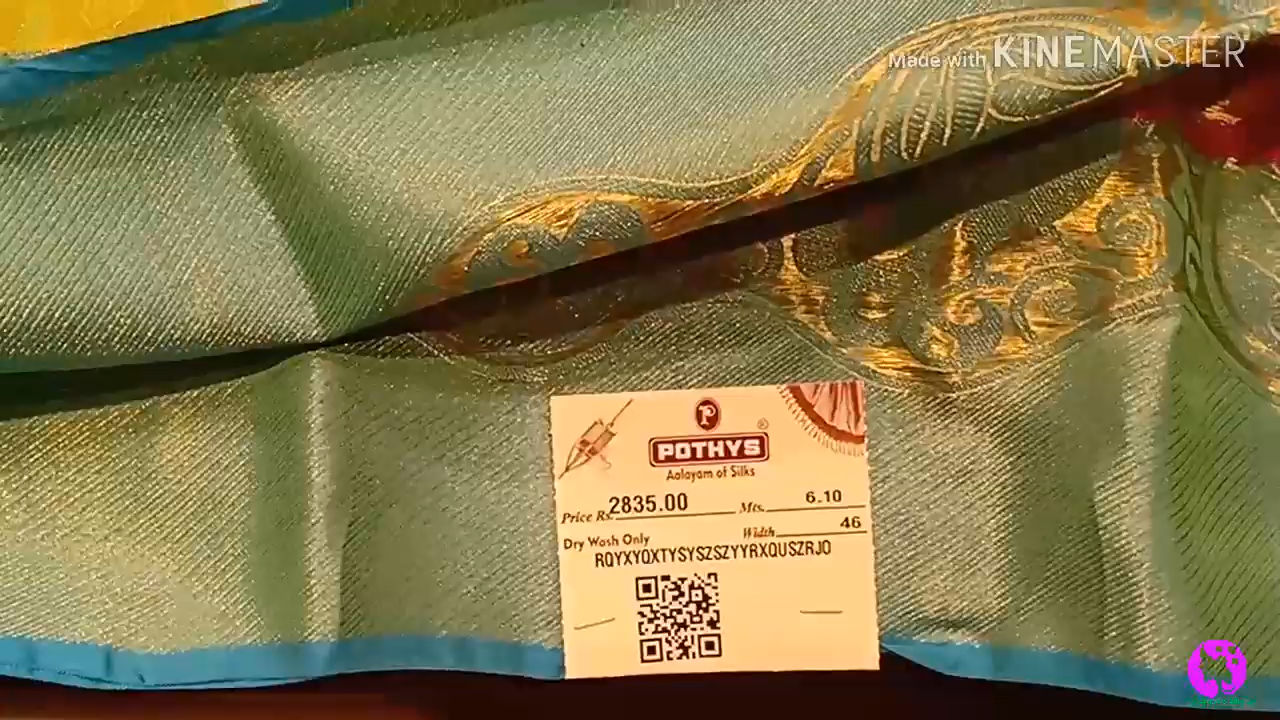 Made with KINEMASTER
P
®
POTHYS
Aalayam of Silks
Price Rs. 2835.00 Mts. 6.10
Dry Wash Only Width 46
RQYXYQXTYSYSZSZYYRXQUSZRJO